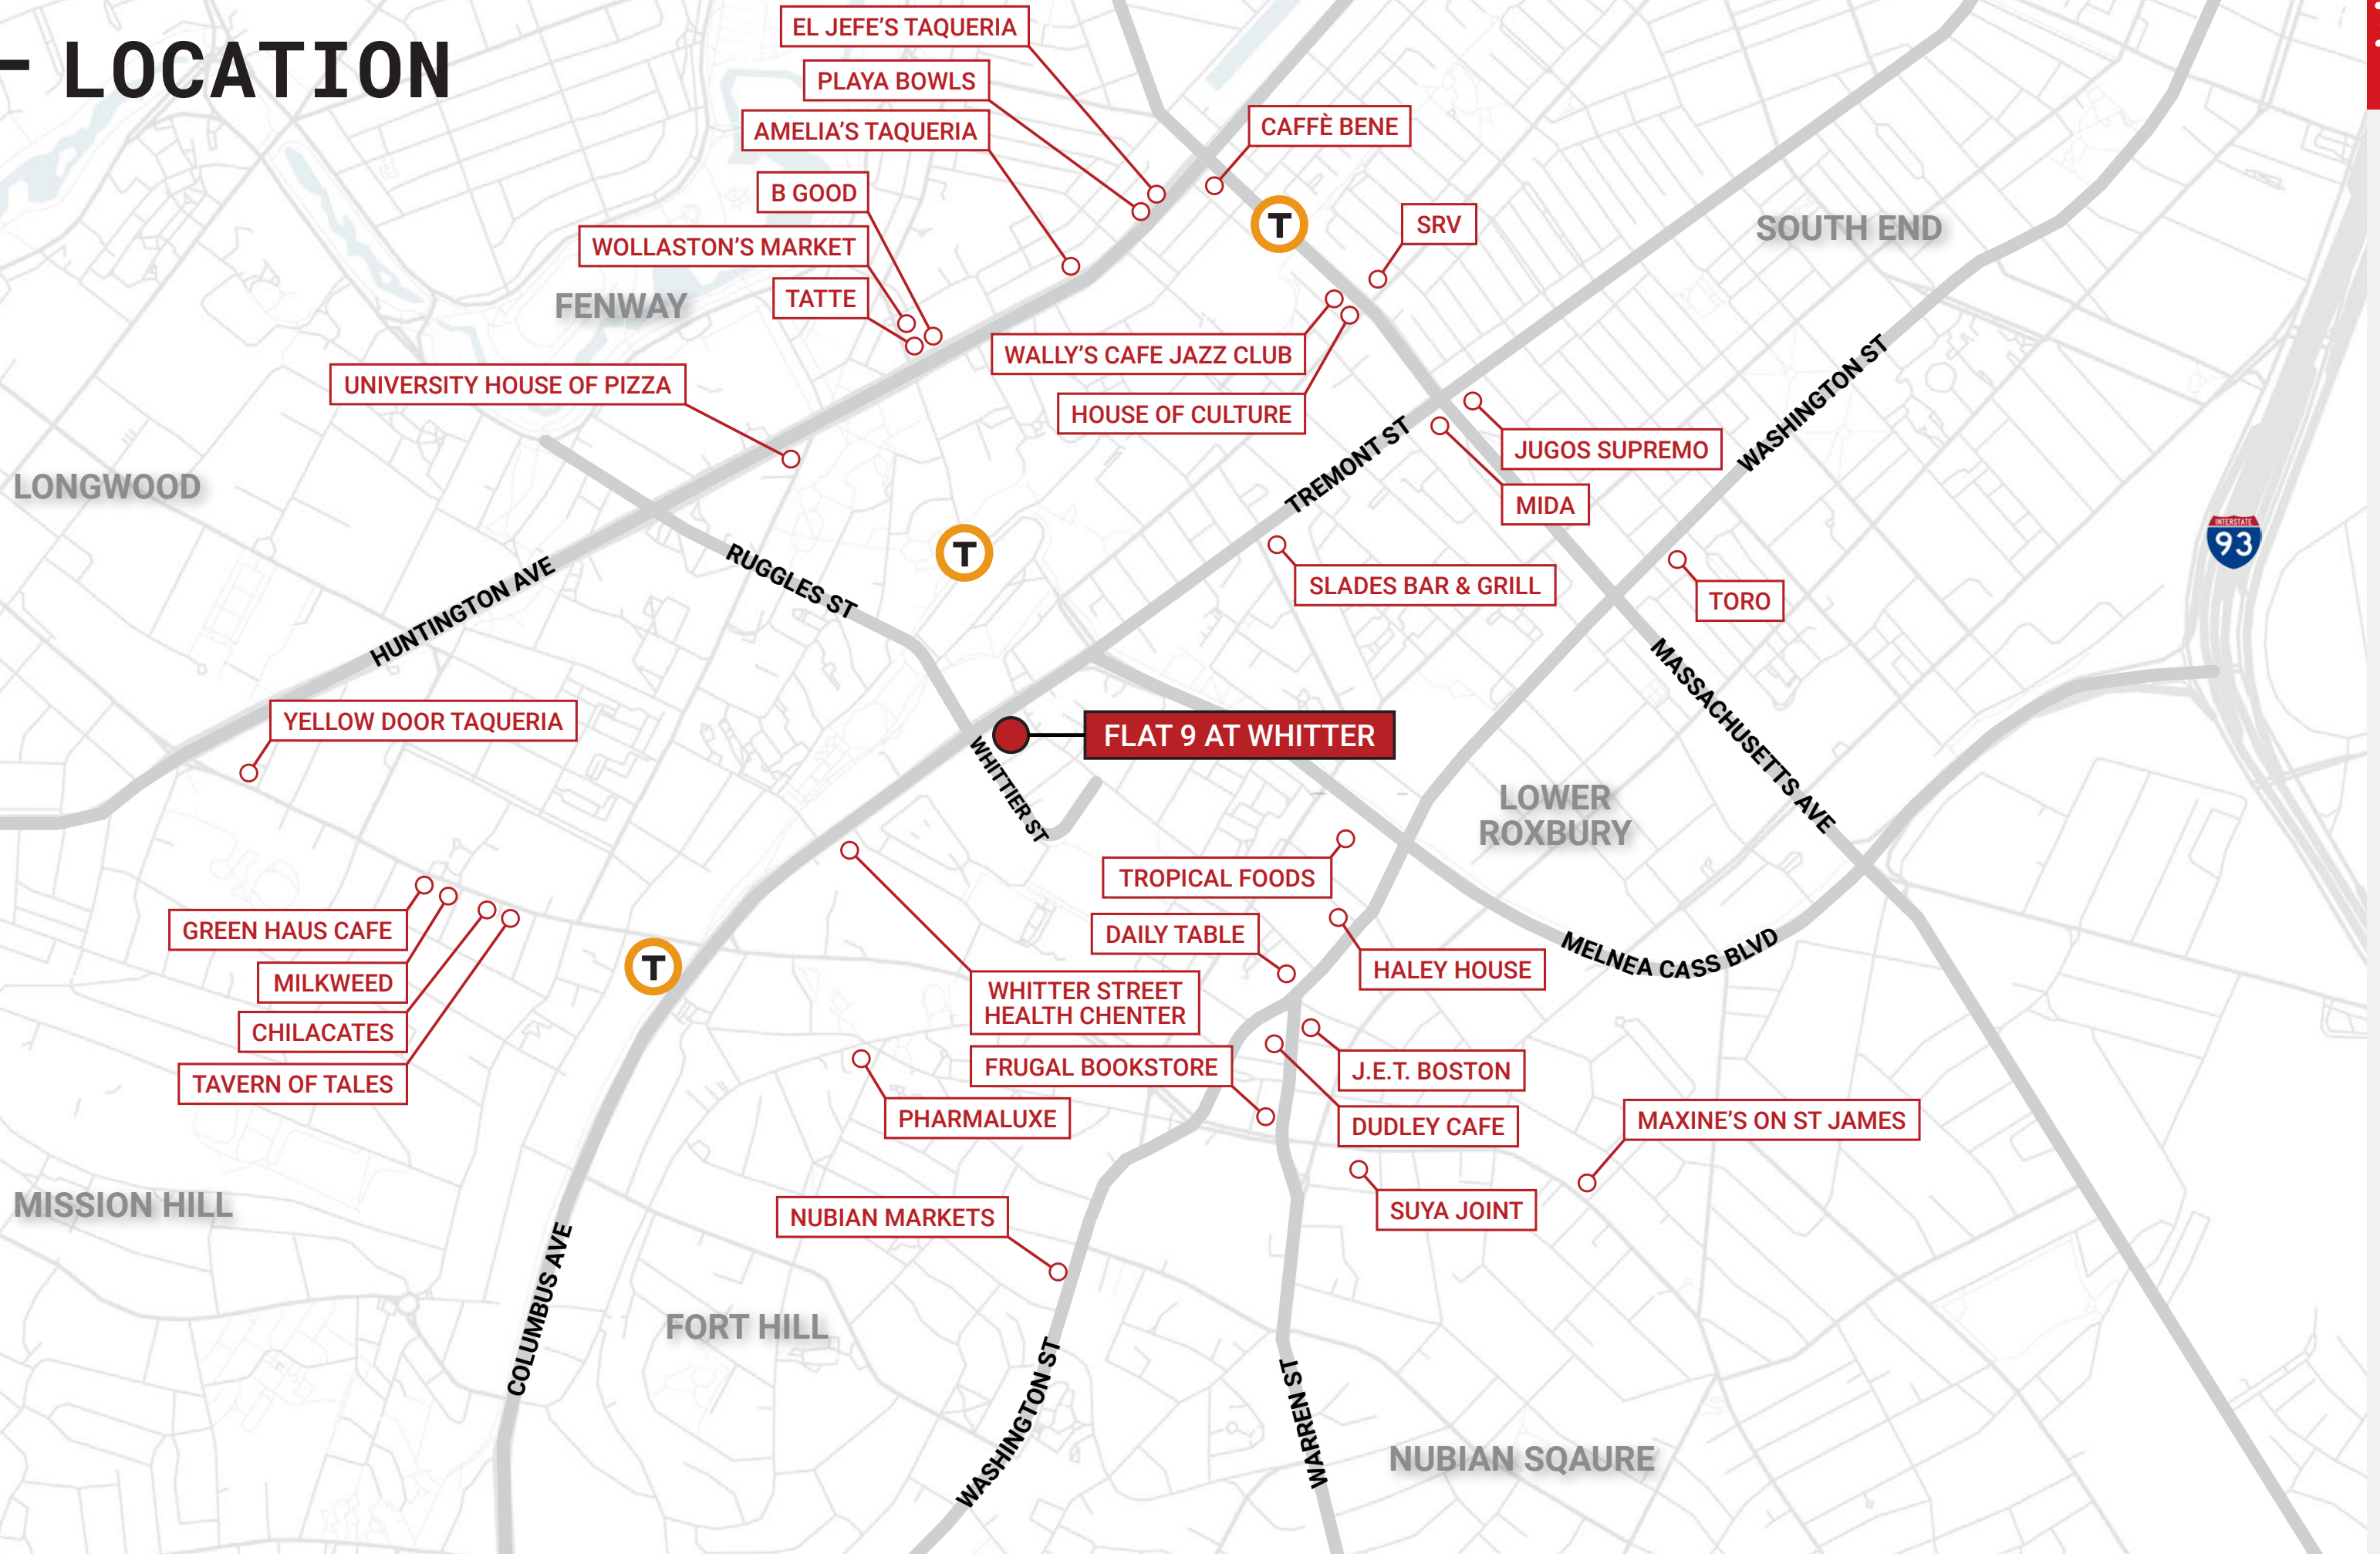 LOCATION
EL JEFE'S TAQUERIA
PLAYA BOWLS
AMELIA'S TAQUERIA
CAFFÈ BENE
B GOOD
WOLLASTON'S MARKET
TATTE
T
SRV
SOUTH END
FENWAY
WALLY'S CAFE JAZZ CLUB
HOUSE OF CULTURE
UNIVERSITY HOUSE OF PIZZA
JUGOS SUPREMO
MIDA
WASHINGTON ST
TREMONT ST
LONGWOOD
T
RUGGLES ST
HUNTINGTON AVE
SLADES BAR & GRILL
TORO
INTERSTATE
93
MASSACHUSETTS AVE
YELLOW DOOR TAQUERIA
FLAT 9 AT WHITTER
WHITTIER ST
LOWER
ROXBURY
TROPICAL FOODS
DAILY TABLE
HALEY HOUSE
MELNEA CASS BLVD
GREEN HAUS CAFE
MILKWEED
CHILACATES
TAVERN OF TALES
T
WHITTER STREET
HEALTH CHENTER
FRUGAL BOOKSTORE
J.E.T. BOSTON
DUDLEY CAFE
PHARMALUXE
MAXINE'S ON ST JAMES
SUYA JOINT
MISSION HILL
NUBIAN MARKETS
COLUMBUS AVE
FORT HILL
WASHINGTON ST
WARREN ST
NUBIAN SQAURE